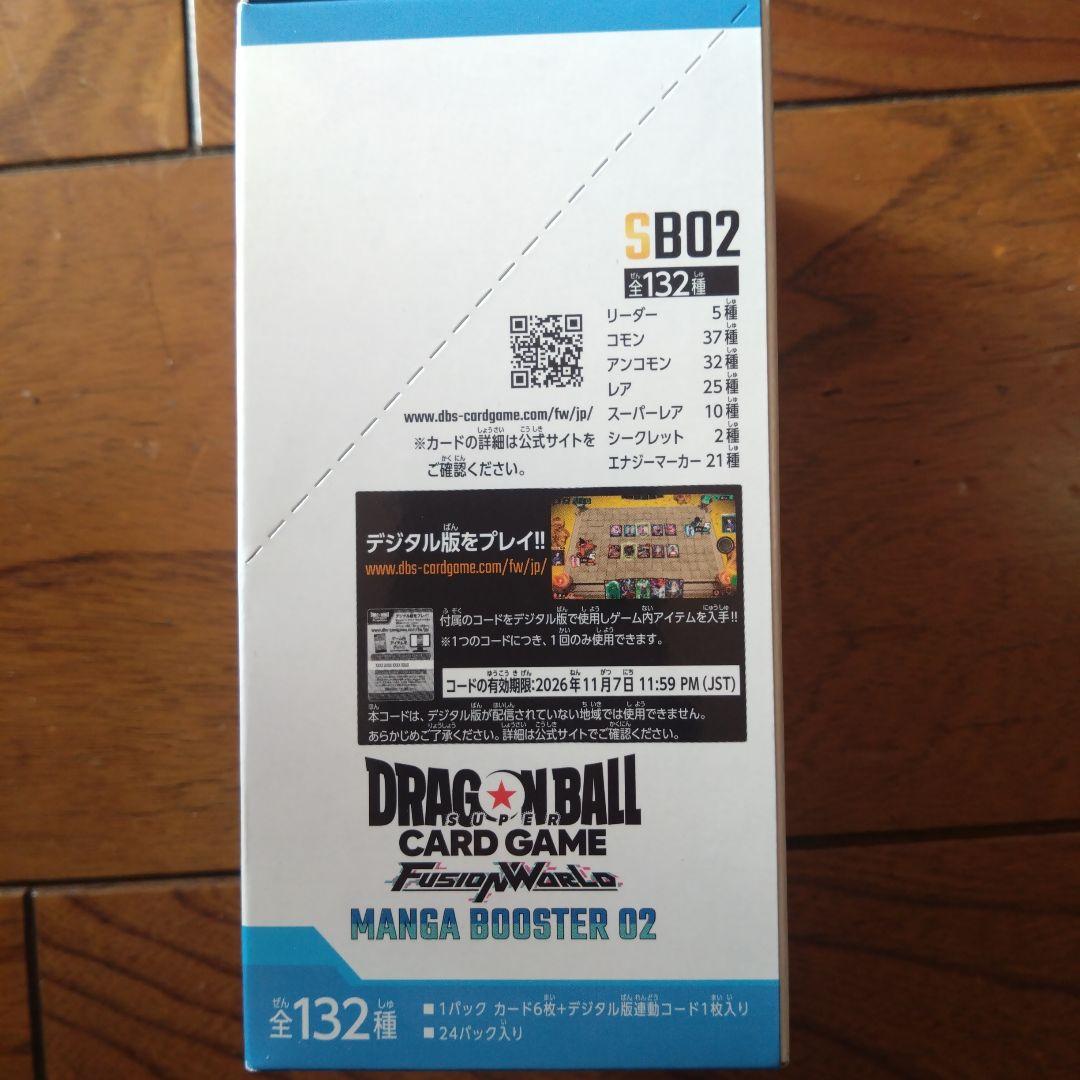 SB02
全132種
リーダー 5種
コモン 37種
アンコモン 32種
レア 25種
スーパーレア 10種
シークレット 2種
エナジーマーカー 21種
www.dbs-cardgame.com/fw/jp/
※カードの詳細は公式サイトを
ご確認ください。
デジタル版をプレイ!!
www.dbs-cardgame.com/fw/jp/
付属のコードをデジタル版で使用しゲーム内アイテムを入手!!
※1つのコードにつき、1回のみ使用できます。
コードの有効期限:2026年11月7日 11:59 PM (JST)
本コードは、デジタル版が配信されていない地域では使用できません。
あらかじめご了承ください。詳細は公式サイトでご確認ください。
DRAGON BALL
SUPER
CARD GAME
FUSION WORLD
MANGA BOOSTER 02
全132種
■1パック カード6枚+デジタル版連動コード1枚入り
■24パック入り